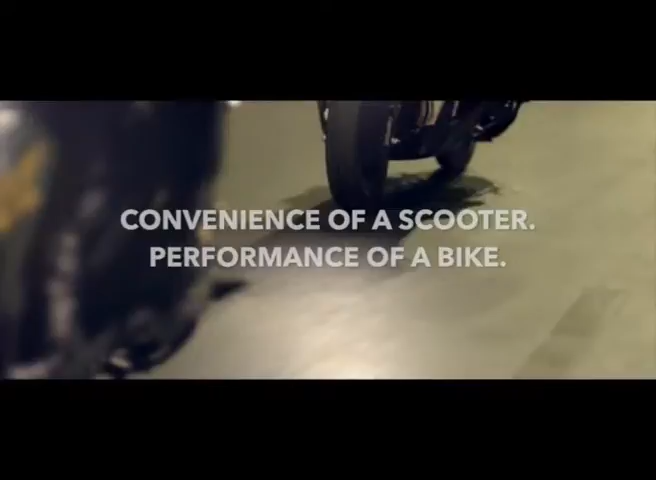 CONVENIENCE OF A SCOOTER.
PERFORMANCE OF A BIKE.